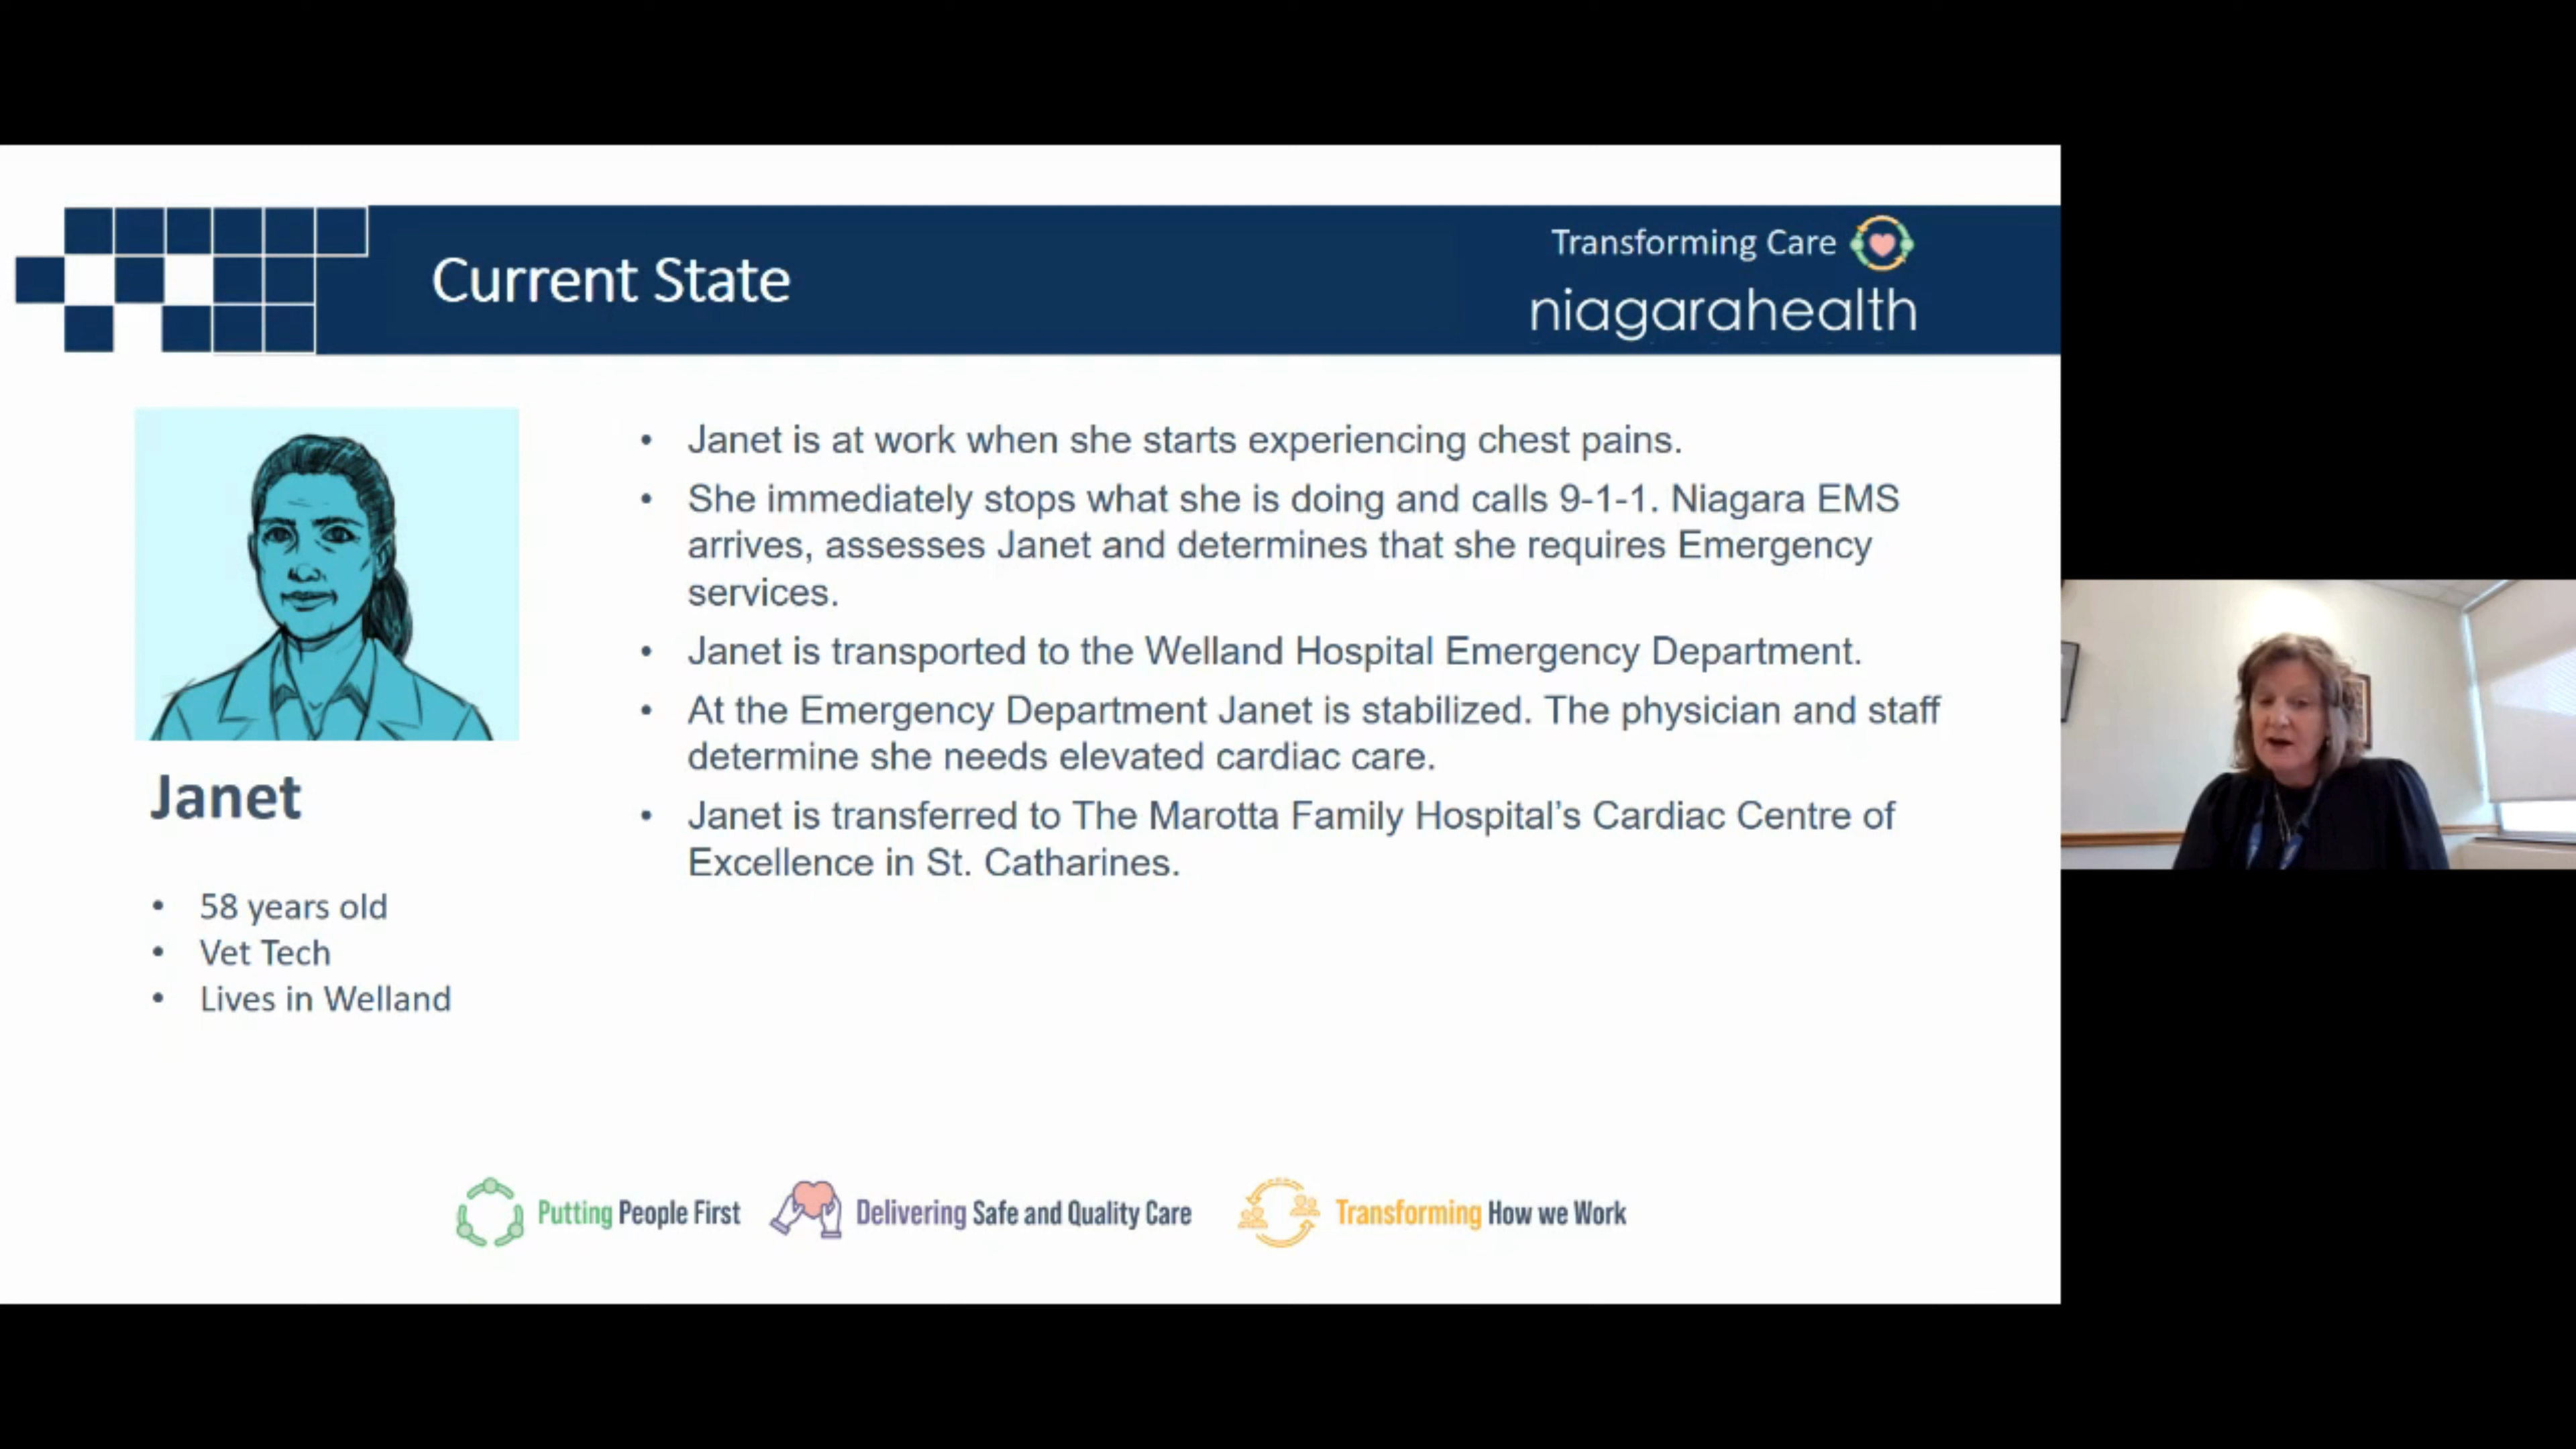 Current State
Transforming Care
niagarahealth
• Janet is at work when she starts experiencing chest pains.
• She immediately stops what she is doing and calls 9-1-1. Niagara EMS
arrives, assesses Janet and determines that she requires Emergency
services.
• Janet is transported to the Welland Hospital Emergency Department.
• At the Emergency Department Janet is stabilized. The physician and staff
determine she needs elevated cardiac care.
• Janet is transferred to The Marotta Family Hospital’s Cardiac Centre of
Excellence in St. Catharines.
Janet
• 58 years old
• Vet Tech
• Lives in Welland
Putting People First
Delivering Safe and Quality Care
Transforming How we Work